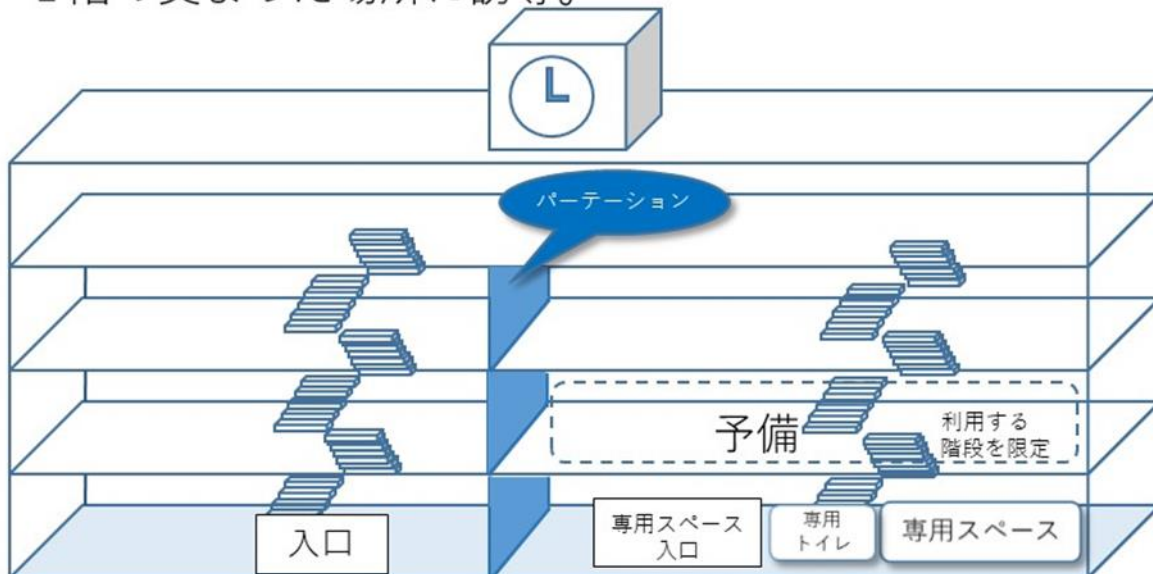 パーテーション
予備
利用する
階段を限定
入口
専用スペース
入口
専用
トイレ
専用スペース